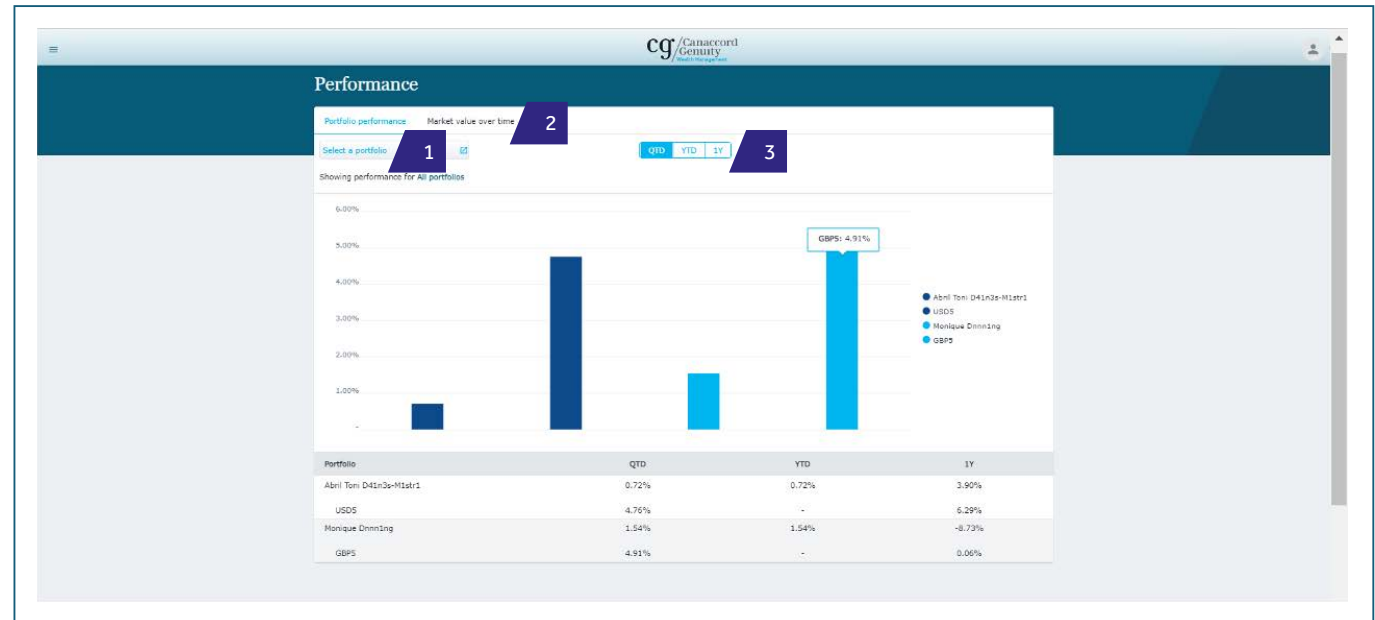 cg/Canaccord
Genuity
Wealth Management
Performance
Portfolio performance Market value over time 2
Select a portfolio 1 QTD YTD 1Y 3
Showing performance for All portfolios
6.00%
5.00%
4.00%
3.00%
2.00%
1.00%
-
GBP5: 4.91%
Abril Toni D41n3s-M1str1
USD5
Monique Dnnn1ng
GBP5
Portfolio QTD YTD 1Y
Abril Toni D41n3s-M1str1 0.72% 0.72% 3.90%
USD5 4.76% - 6.29%
Monique Dnnn1ng 1.54% 1.54% -8.73%
GBP5 4.91% - 0.06%